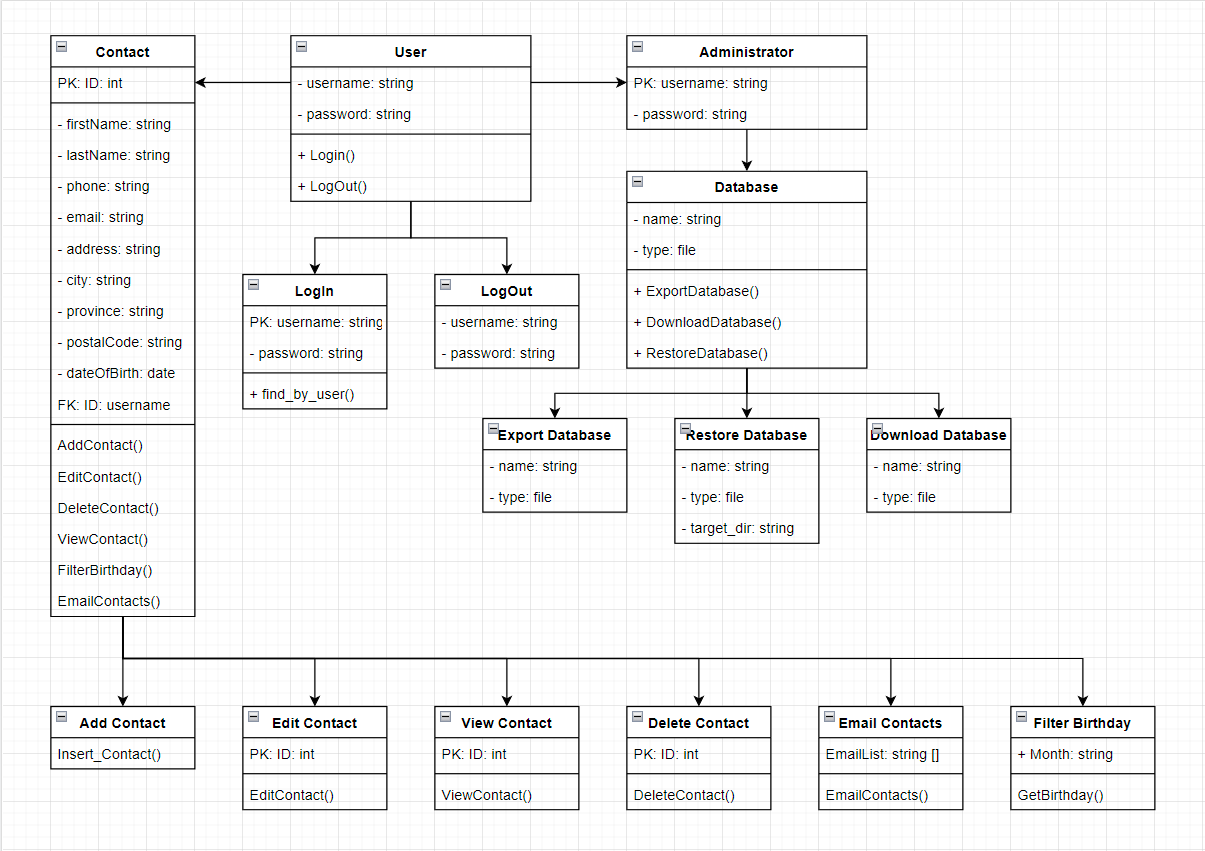 Contact
PK: ID: int
- firstName: string
- lastName: string
- phone: string
- email: string
- address: string
- city: string
- province: string
- postalCode: string
- dateOfBirth: date
FK: ID: username
AddContact()
EditContact()
DeleteContact()
ViewContact()
FilterBirthday()
EmailContacts()
User
- username: string
- password: string
+ Login()
+ LogOut()
Administrator
PK: username: string
- password: string
LogIn
PK: username: string
- password: string
+ find_by_user()
LogOut
- username: string
- password: string
Database
- name: string
- type: file
+ ExportDatabase()
+ DownloadDatabase()
+ RestoreDatabase()
Export Database
- name: string
- type: file
Restore Database
- name: string
- type: file
- target_dir: string
Download Database
- name: string
- type: file
Add Contact
Insert_Contact()
Edit Contact
PK: ID: int
EditContact()
View Contact
PK: ID: int
ViewContact()
Delete Contact
PK: ID: int
DeleteContact()
Email Contacts
EmailList: string []
EmailContacts()
Filter Birthday
+ Month: string
GetBirthday()